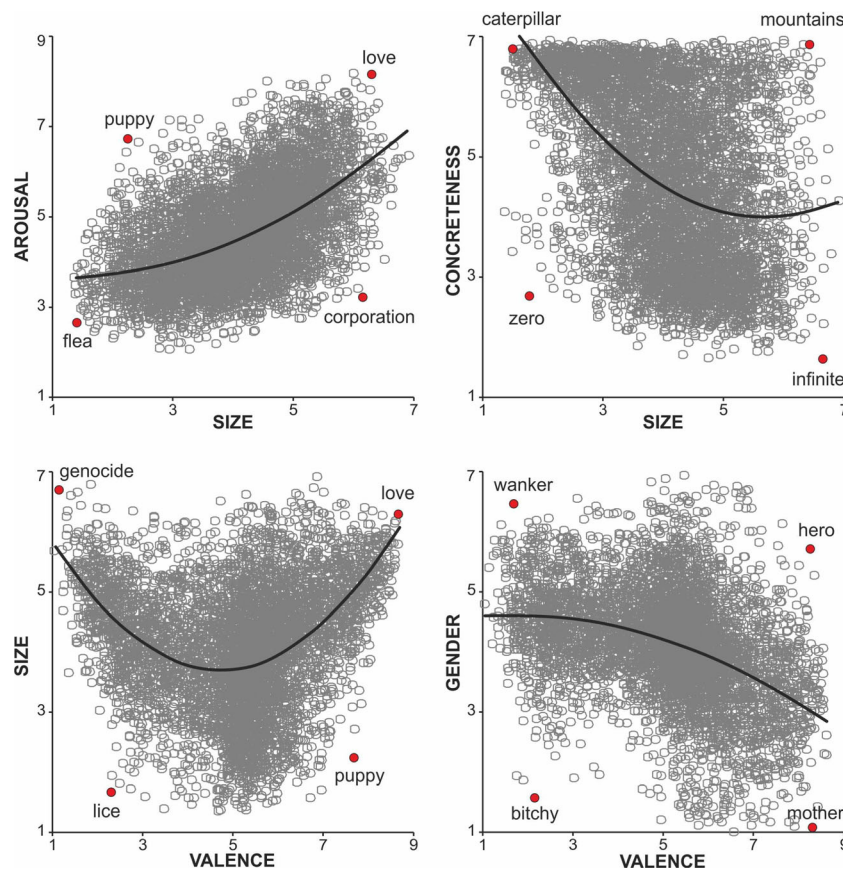 9
love
puppy
7
AROUSAL
5
3
corporation
flea
1
3
5
7
SIZE
caterpillar
mountains
7
CONCRETENESS
5
3
zero
infinite
1
1
3
5
7
SIZE
7
genocide
love
5
SIZE
3
puppy
lice
1
1
3
5
7
9
VALENCE
7
wanker
hero
5
GENDER
3
bitchy
mother
1
1
3
5
7
9
VALENCE